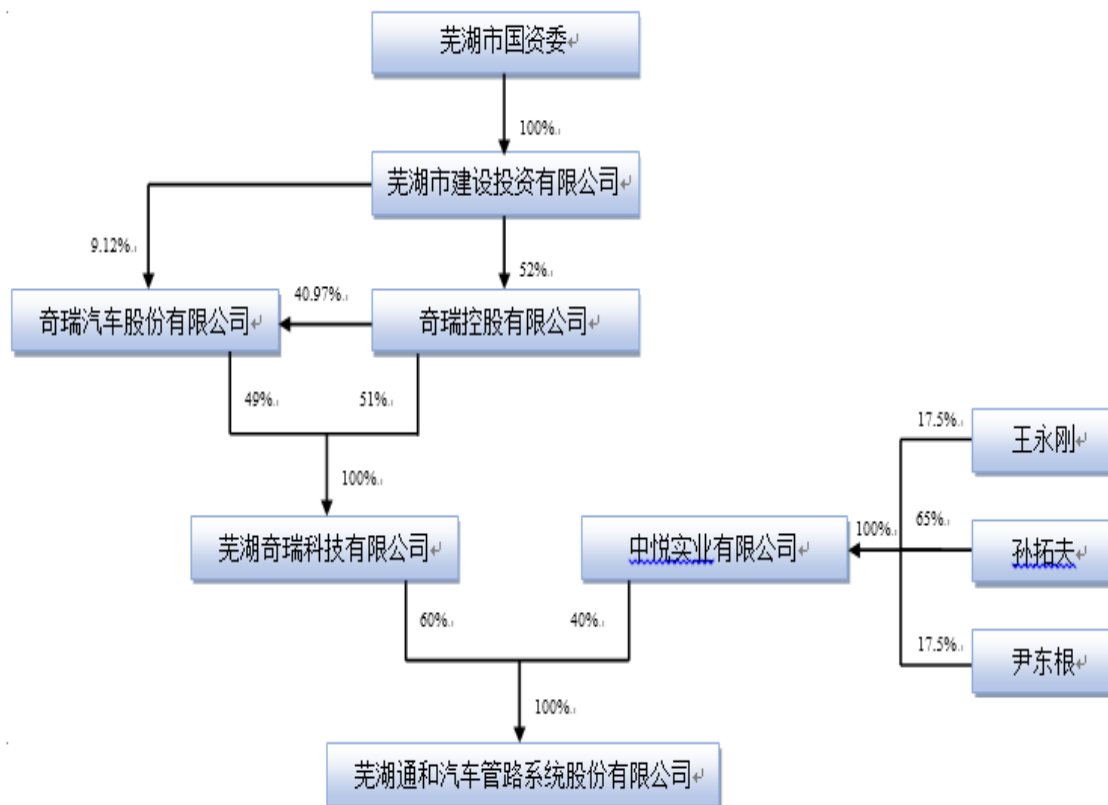 芜湖市国资委
100%
芜湖市建设投资有限公司
9.12%
52%
40.97%
奇瑞汽车股份有限公司
奇瑞控股有限公司
49%
51%
17.5%
王永刚
100%
芜湖奇瑞科技有限公司
中悦实业有限公司
100%
65%
孙拓夫
60%
40%
17.5%
尹东根
100%
芜湖通和汽车管路系统股份有限公司